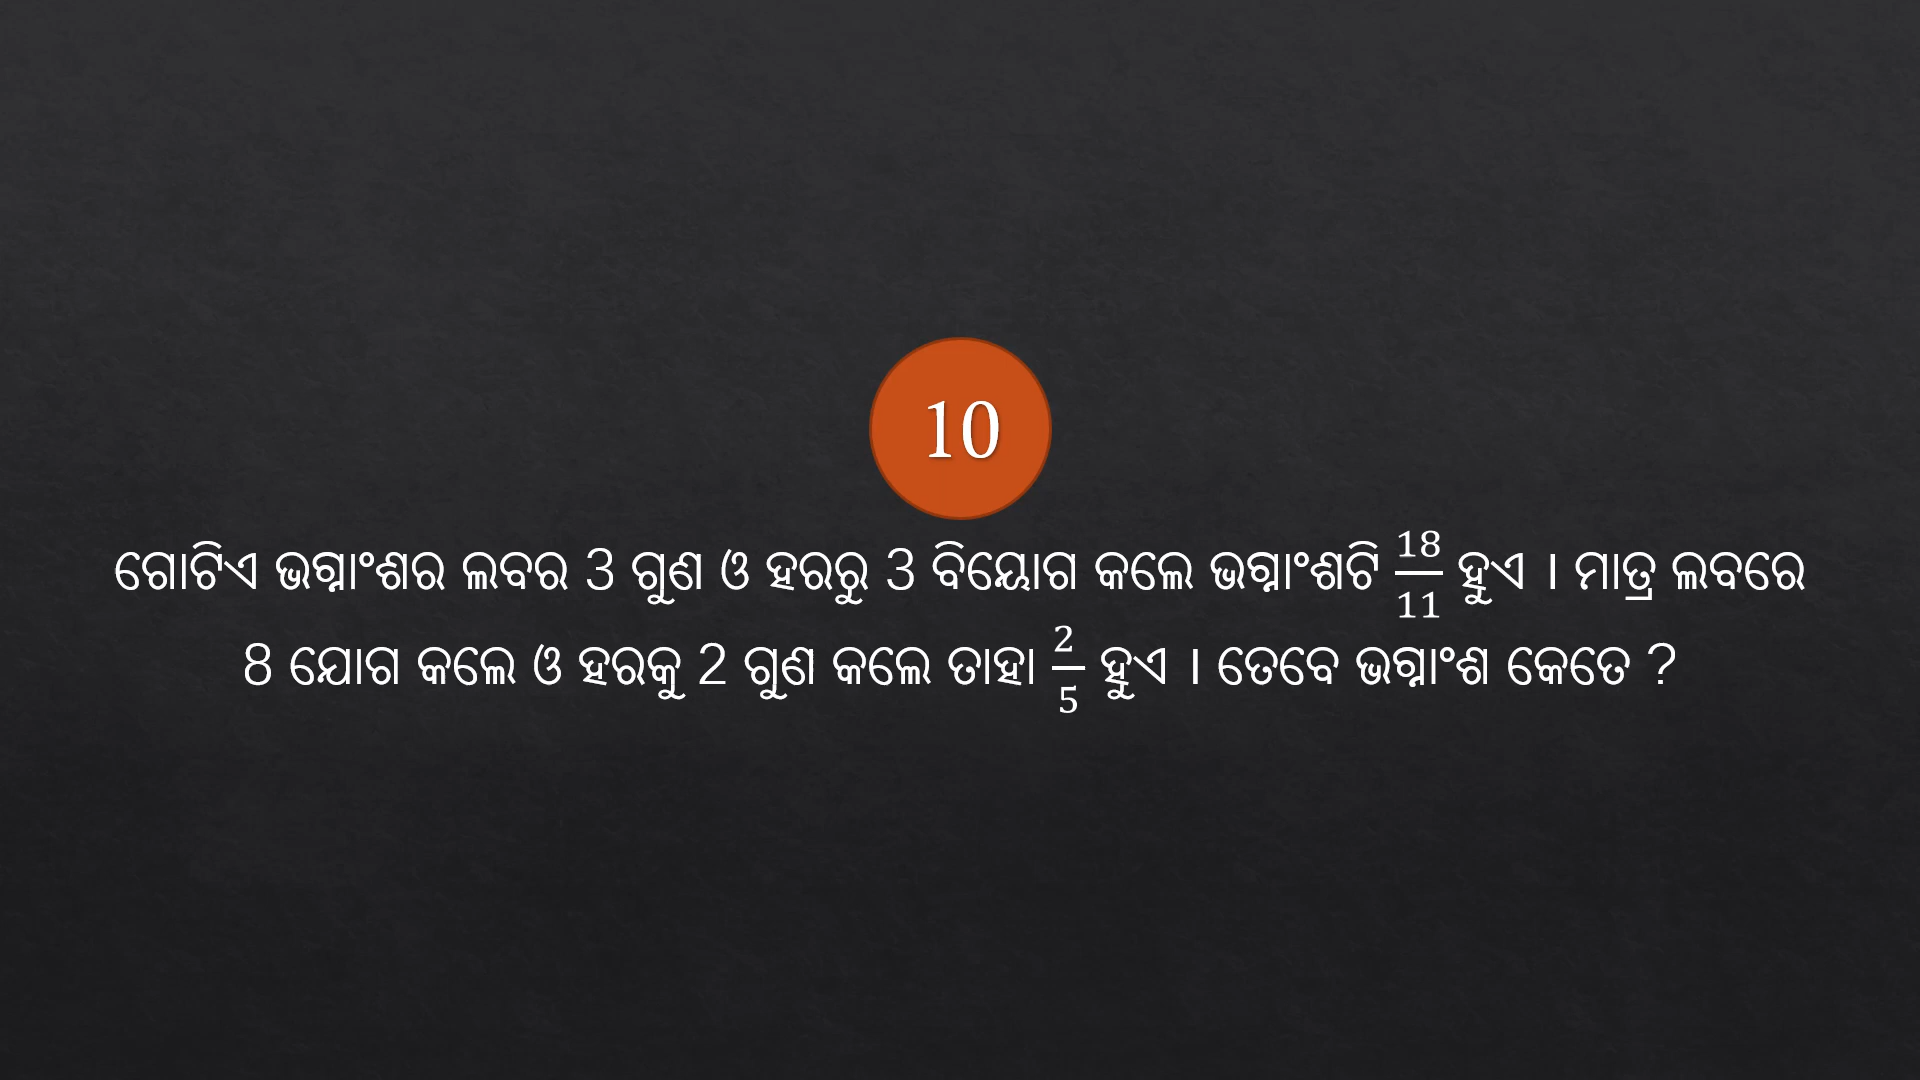 10
ଗୋଟିଏ ଭଗ୍ନାଂଶର ଲବର 3 ଗୁଣ ଓ ହରରୁ 3 ବିୟୋଗ କଲେ ଭଗ୍ନାଂଶଟି 18/11 ହୁଏ । ମାତ୍ର ଲବରେ
8 ଯୋଗ କଲେ ଓ ହରକୁ 2 ଗୁଣ କଲେ ତାହା 2/5 ହୁଏ । ତେବେ ଭଗ୍ନାଂଶ କେତେ ?